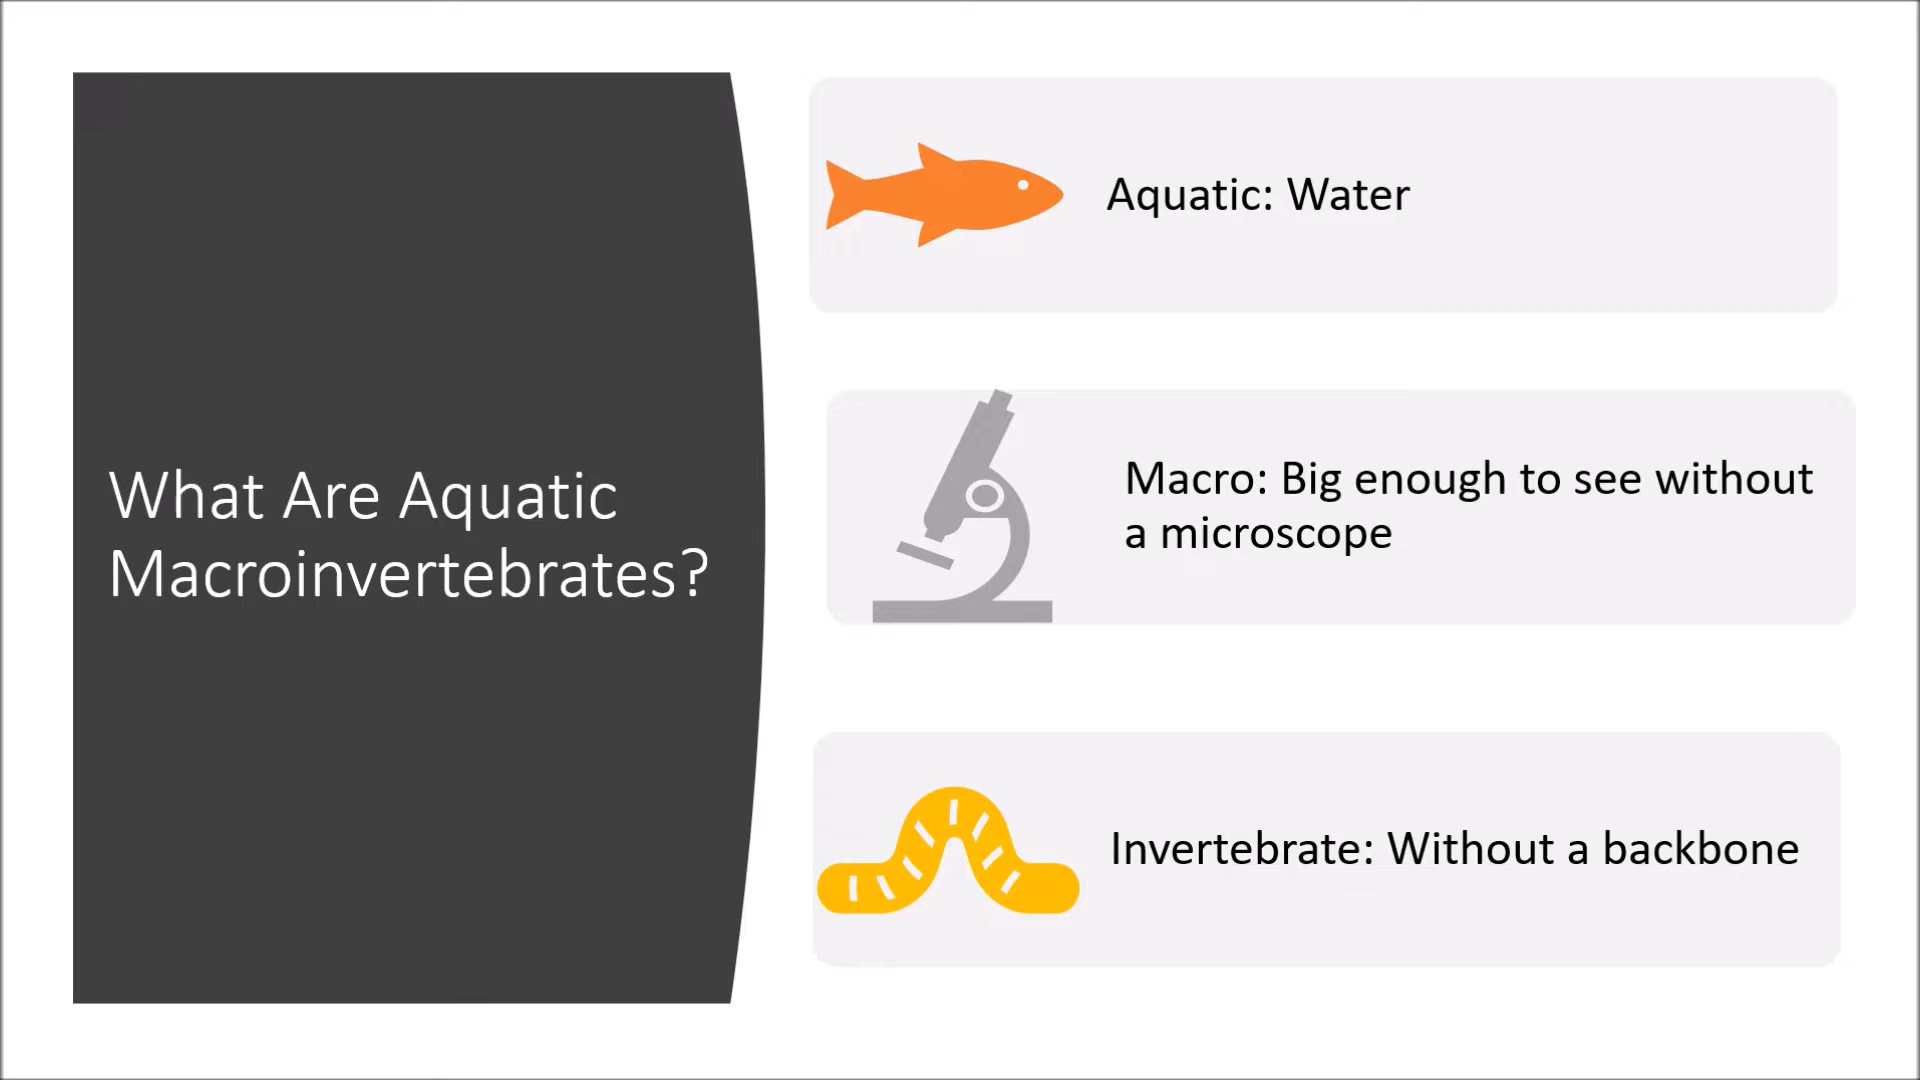 What Are Aquatic
Macroinvertebrates?
Aquatic: Water
Macro: Big enough to see without
a microscope
Invertebrate: Without a backbone